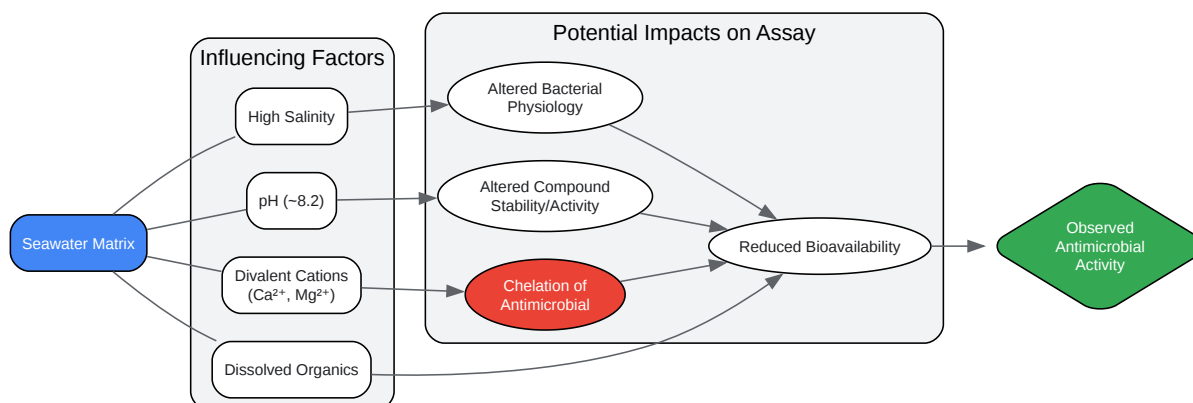 Potential Impacts on Assay
Influencing Factors
Altered Bacterial
Physiology
High Salinity
Altered Compound
Stability/Activity
pH (~8.2)
Seawater Matrix
Reduced Bioavailability
Observed
Antimicrobial
Activity
Divalent Cations
(Ca²⁺, Mg²⁺)
Chelation of
Antimicrobial
Dissolved Organics